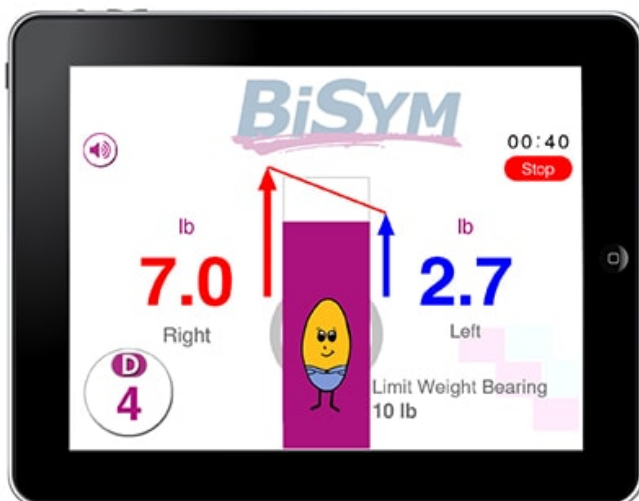 BiSYM
00:40
Stop
lb
7.0
Right
lb
2.7
Left
D
4
Limit Weight Bearing
10 lb